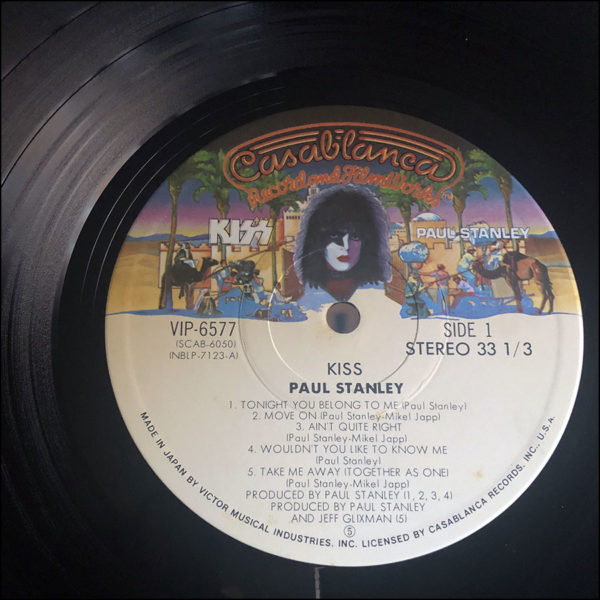 Casablanca
Record and FilmWorks
KISS
PAUL STANLEY
VIP-6577
(SCAB-6050)
(NBLP-7123-A)
SIDE 1
STEREO 33 1/3
KISS
PAUL STANLEY
1. TONIGHT YOU BELONG TO ME (Paul Stanley)
2. MOVE ON (Paul Stanley-Mikel Japp)
3. AIN'T QUITE RIGHT
(Paul Stanley-Mikel Japp)
4. WOULDN'T YOU LIKE TO KNOW ME
(Paul Stanley)
5. TAKE ME AWAY (TOGETHER AS ONE)
(Paul Stanley-Mikel Japp)
PRODUCED BY PAUL STANLEY (1, 2, 3, 4)
PRODUCED BY PAUL STANLEY
AND JEFF GLIXMAN (5)
5
MADE IN JAPAN BY VICTOR MUSICAL INDUSTRIES, INC. LICENSED BY CASABLANCA RECORDS, INC., U.S.A.